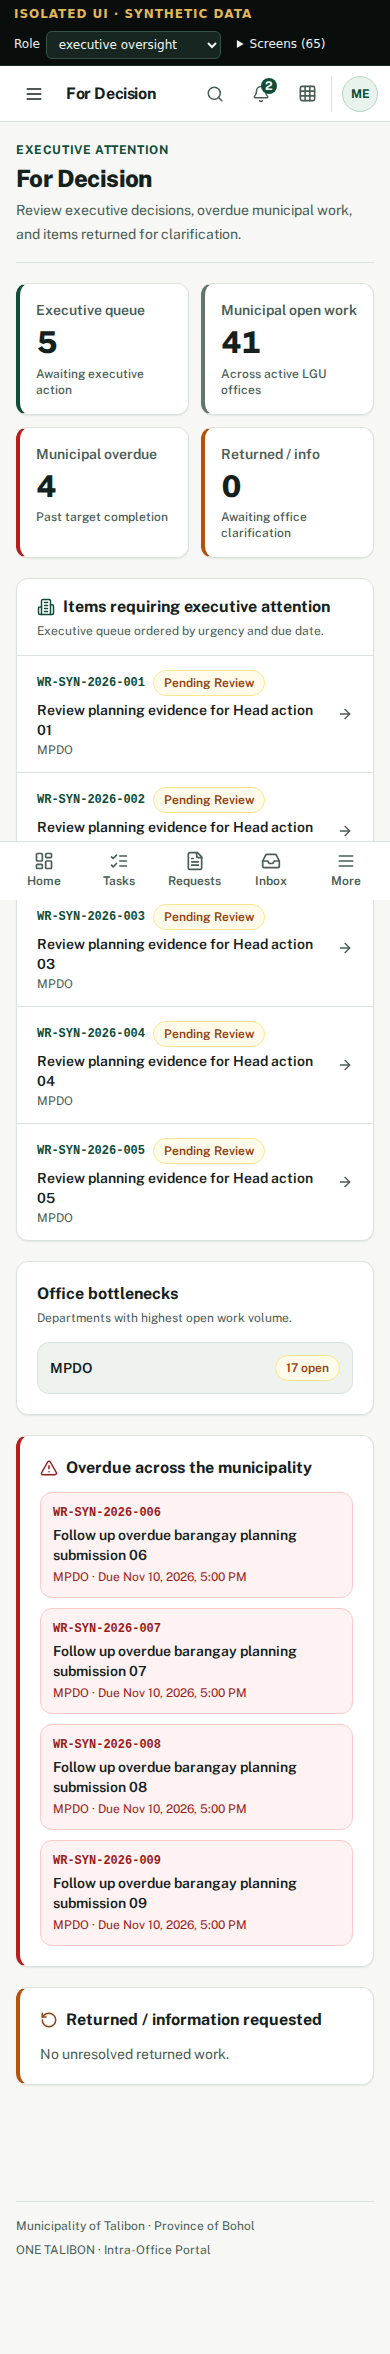 ISOLATED UI · SYNTHETIC DATA
Role executive oversight ▶ Screens (65)
For Decision 2 ME
EXECUTIVE ATTENTION
For Decision
Review executive decisions, overdue municipal work,
and items returned for clarification.
Executive queue
5
Awaiting executive
action
Municipal open work
41
Across active LGU
offices
Municipal overdue
4
Past target completion
Returned / info
0
Awaiting office
clarification
Items requiring executive attention
Executive queue ordered by urgency and due date.
WR-SYN-2026-001 Pending Review
Review planning evidence for Head action
01
MPDO
WR-SYN-2026-002 Pending Review
Review planning evidence for Head action
Home Tasks Requests Inbox More
WR-SYN-2026-003 Pending Review
Review planning evidence for Head action
03
MPDO
WR-SYN-2026-004 Pending Review
Review planning evidence for Head action
04
MPDO
WR-SYN-2026-005 Pending Review
Review planning evidence for Head action
05
MPDO
Office bottlenecks
Departments with highest open work volume.
MPDO 17 open
Overdue across the municipality
WR-SYN-2026-006
Follow up overdue barangay planning
submission 06
MPDO · Due Nov 10, 2026, 5:00 PM
WR-SYN-2026-007
Follow up overdue barangay planning
submission 07
MPDO · Due Nov 10, 2026, 5:00 PM
WR-SYN-2026-008
Follow up overdue barangay planning
submission 08
MPDO · Due Nov 10, 2026, 5:00 PM
WR-SYN-2026-009
Follow up overdue barangay planning
submission 09
MPDO · Due Nov 10, 2026, 5:00 PM
Returned / information requested
No unresolved returned work.
Municipality of Talibon · Province of Bohol
ONE TALIBON · Intra-Office Portal